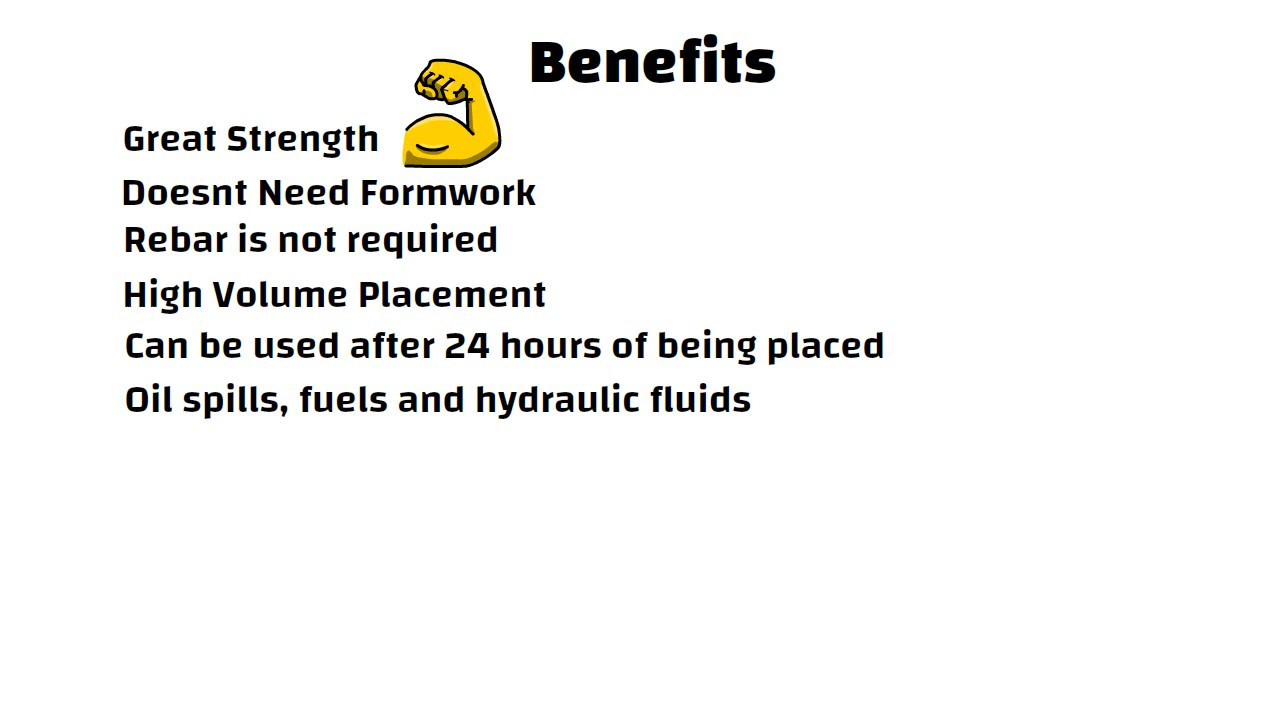 Benefits
Great Strength
Doesnt Need Formwork
Rebar is not required
High Volume Placement
Can be used after 24 hours of being placed
Oil spills, fuels and hydraulic fluids